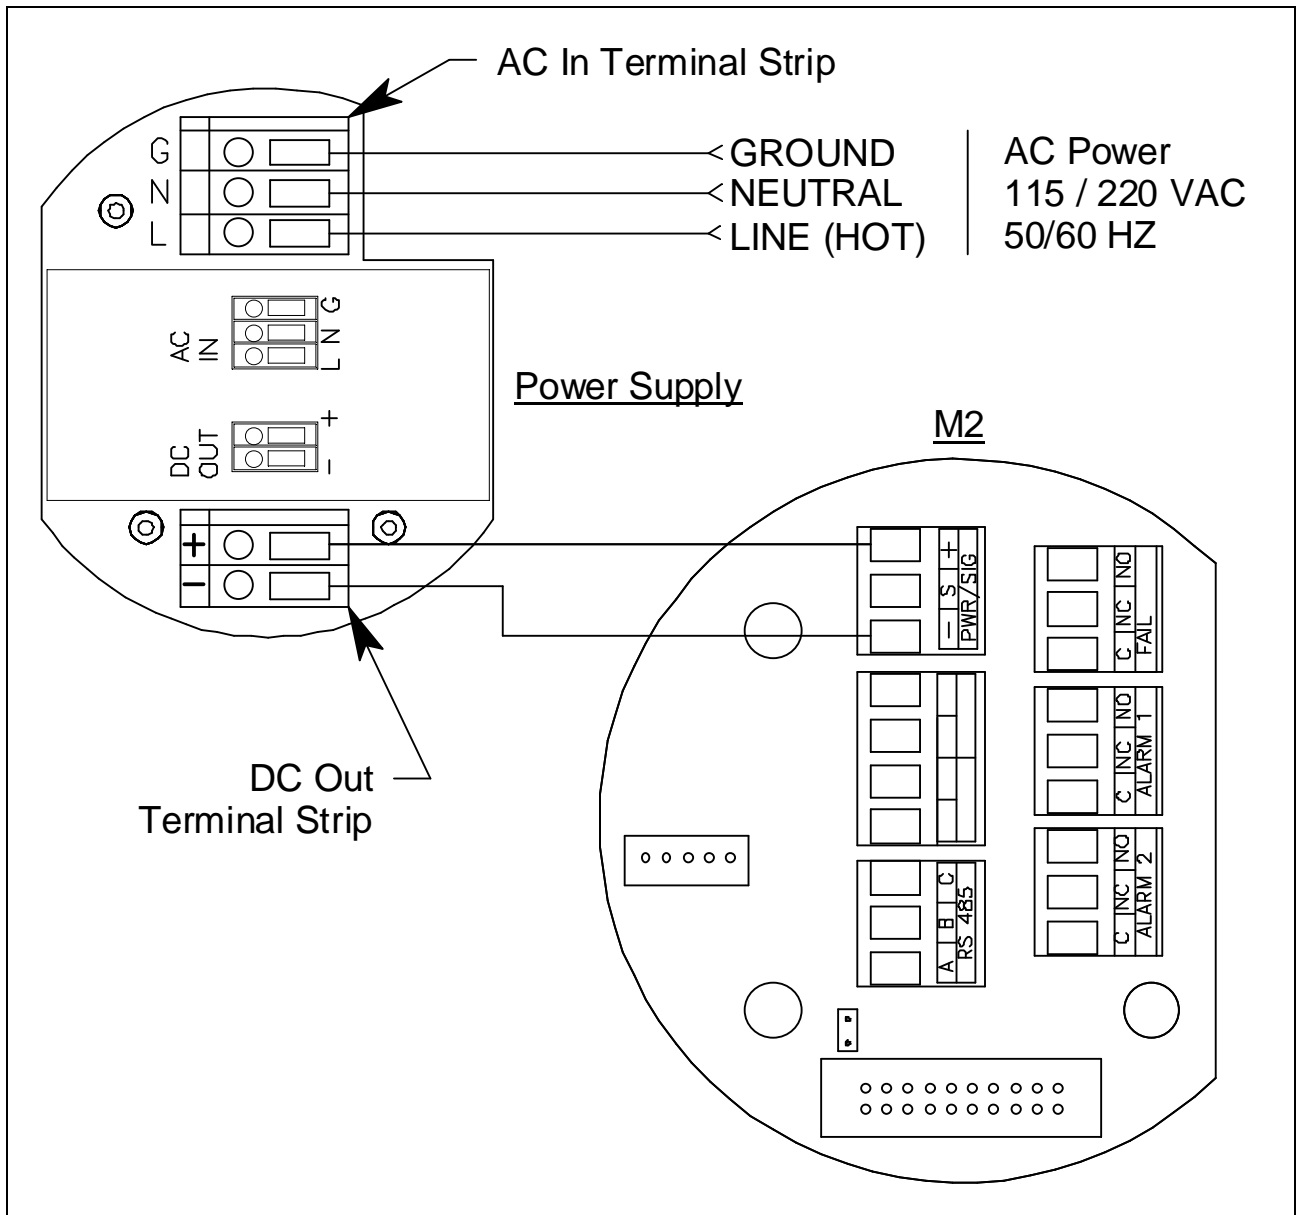 AC In Terminal Strip
G
N
L
GROUND
NEUTRAL
LINE (HOT)
AC Power
115 / 220 VAC
50/60 HZ
AC
IN
G
N
L
DC
OUT
+
-
Power Supply
+
-
DC Out
Terminal Strip
M2
- | S | +
PWR/SIG
C | NC | NO
FAIL
C | NC | NO
ALARM 1
C | NC | NO
ALARM 2
A | B | C
RS 485